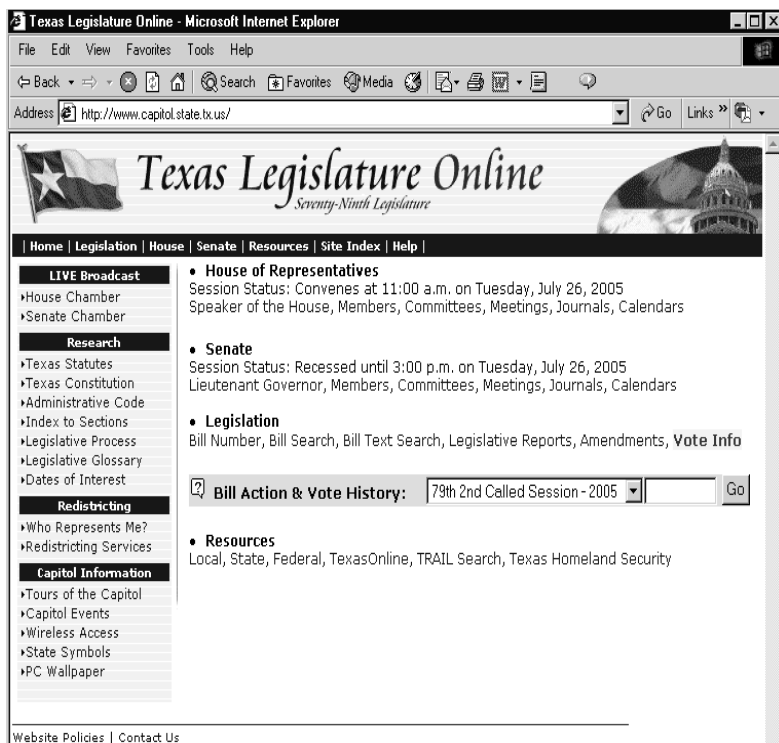 Texas Legislature Online - Microsoft Internet Explorer
File Edit View Favorites Tools Help
Back Search Favorites Media
Address http://www.capitol.state.tx.us/ Go Links »
Texas Legislature Online
Seventy-Ninth Legislature
| Home | Legislation | House | Senate | Resources | Site Index | Help |
LIVE Broadcast
House Chamber
Senate Chamber
Research
Texas Statutes
Texas Constitution
Administrative Code
Index to Sections
Legislative Process
Legislative Glossary
Dates of Interest
Redistricting
Who Represents Me?
Redistricting Services
Capitol Information
Tours of the Capitol
Capitol Events
Wireless Access
State Symbols
PC Wallpaper
• House of Representatives
Session Status: Convenes at 11:00 a.m. on Tuesday, July 26, 2005
Speaker of the House, Members, Committees, Meetings, Journals, Calendars
• Senate
Session Status: Recessed until 3:00 p.m. on Tuesday, July 26, 2005
Lieutenant Governor, Members, Committees, Meetings, Journals, Calendars
• Legislation
Bill Number, Bill Search, Bill Text Search, Legislative Reports, Amendments, Vote Info
? Bill Action & Vote History: 79th 2nd Called Session - 2005 Go
• Resources
Local, State, Federal, TexasOnline, TRAIL Search, Texas Homeland Security
Website Policies | Contact Us